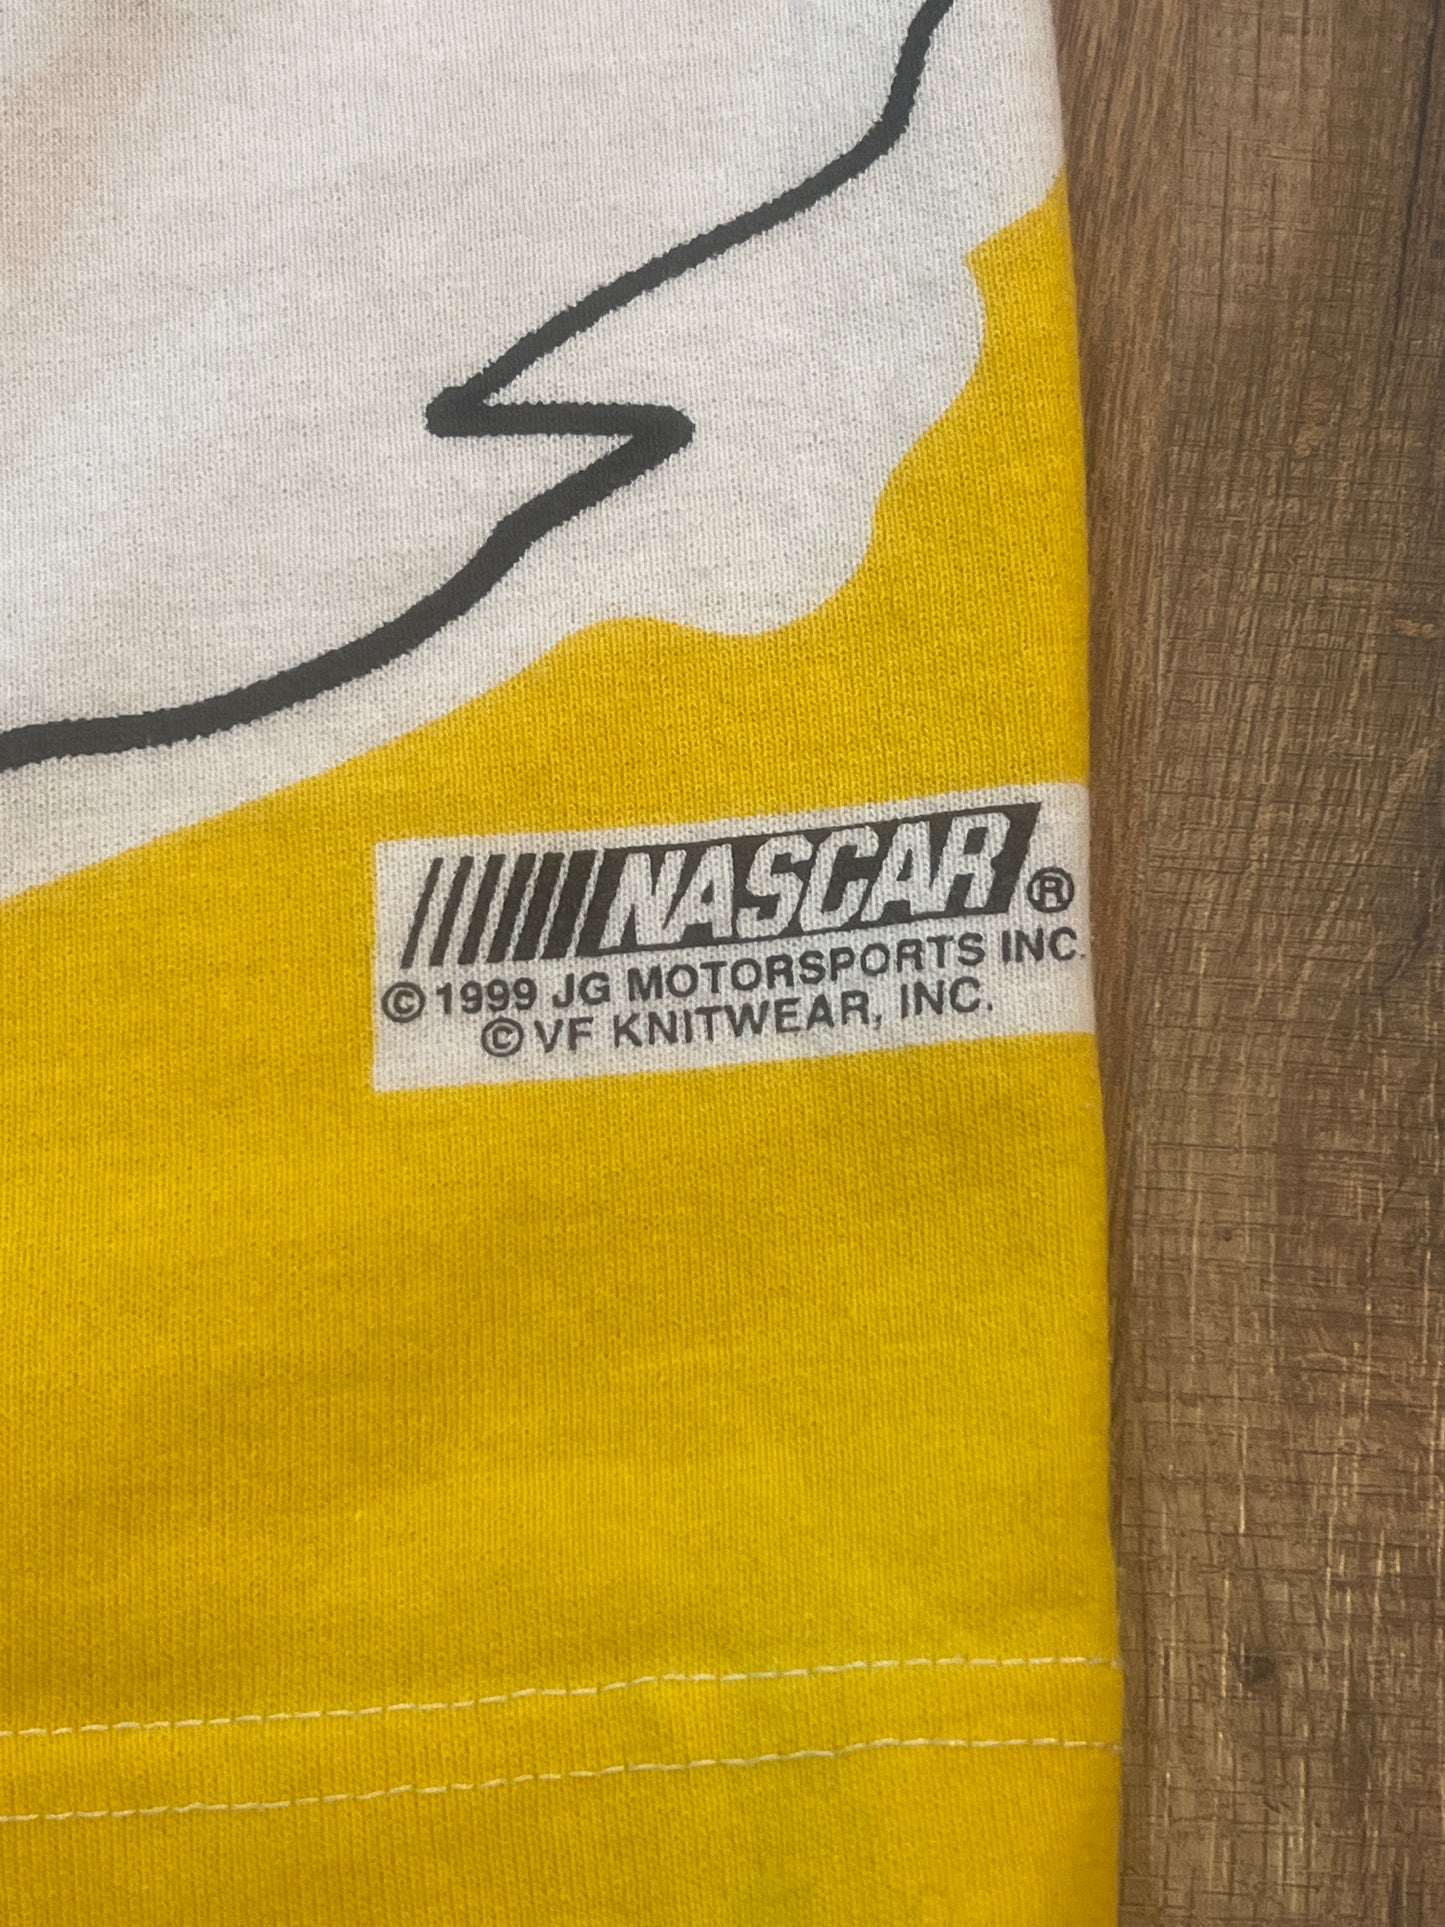 NASCAR®
© 1999 JG MOTORSPORTS INC.
© VF KNITWEAR, INC.